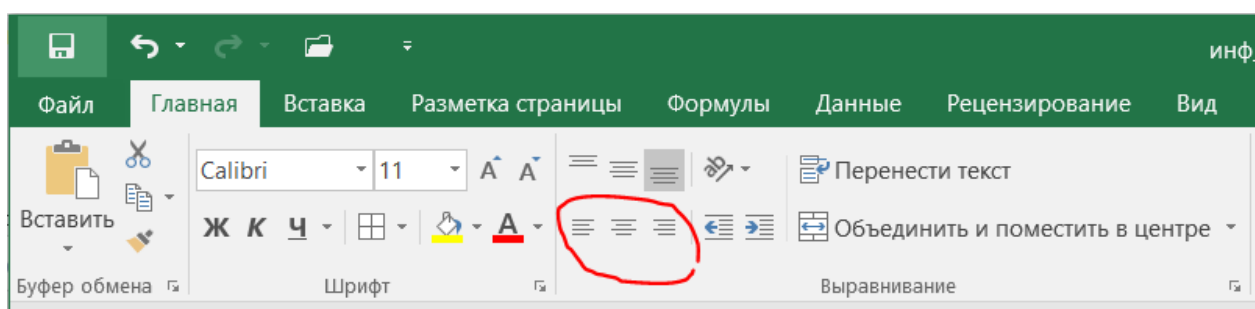 инф_
Файл Главная Вставка Разметка страницы Формулы Данные Рецензирование Вид
Calibri 11 А А Перенести текст
Вставить Ж К Ч А Объединить и поместить в центре
Буфер обмена Шрифт Выравнивание